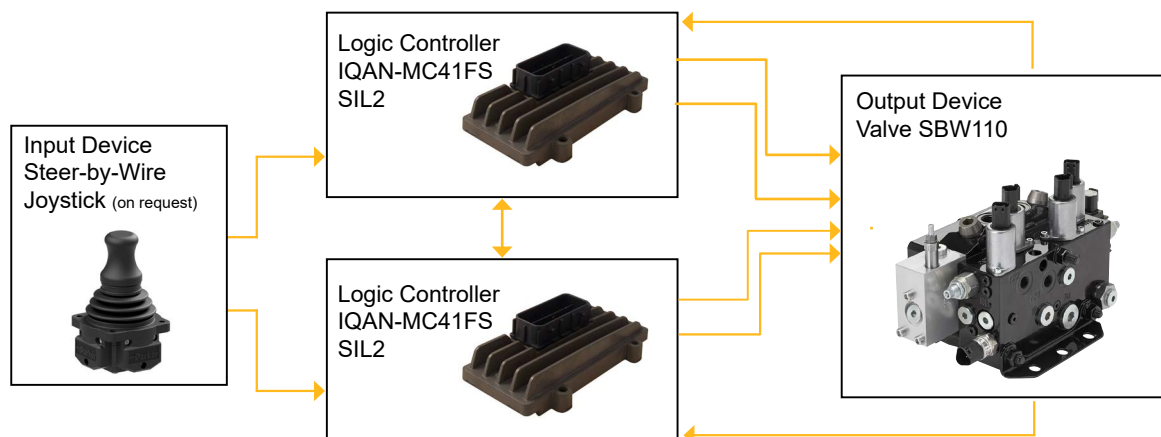 Logic Controller
IQAN-MC41FS
SIL2
Output Device
Valve SBW110
Input Device
Steer-by-Wire
Joystick (on request)
Logic Controller
IQAN-MC41FS
SIL2